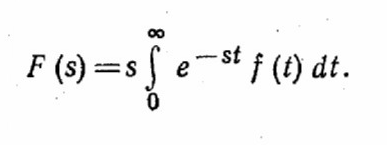 F (s) = s ∫₀^∞ e^{−st} f (t) dt.